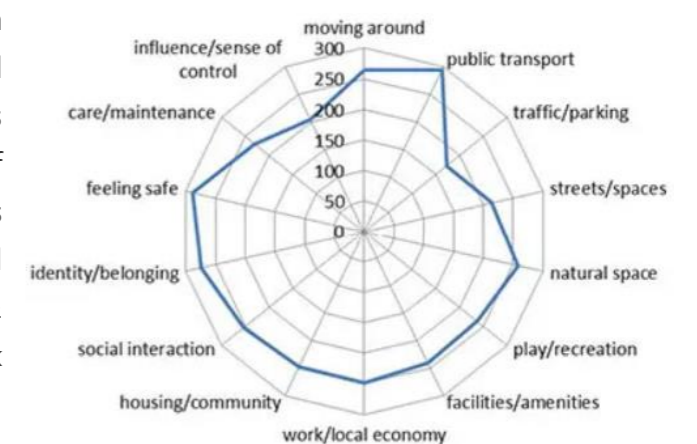 moving around
influence/sense of
control
300
public transport
250
care/maintenance
200
traffic/parking
150
feeling safe
100
streets/spaces
50
0
identity/belonging
natural space
social interaction
play/recreation
housing/community
facilities/amenities
work/local economy